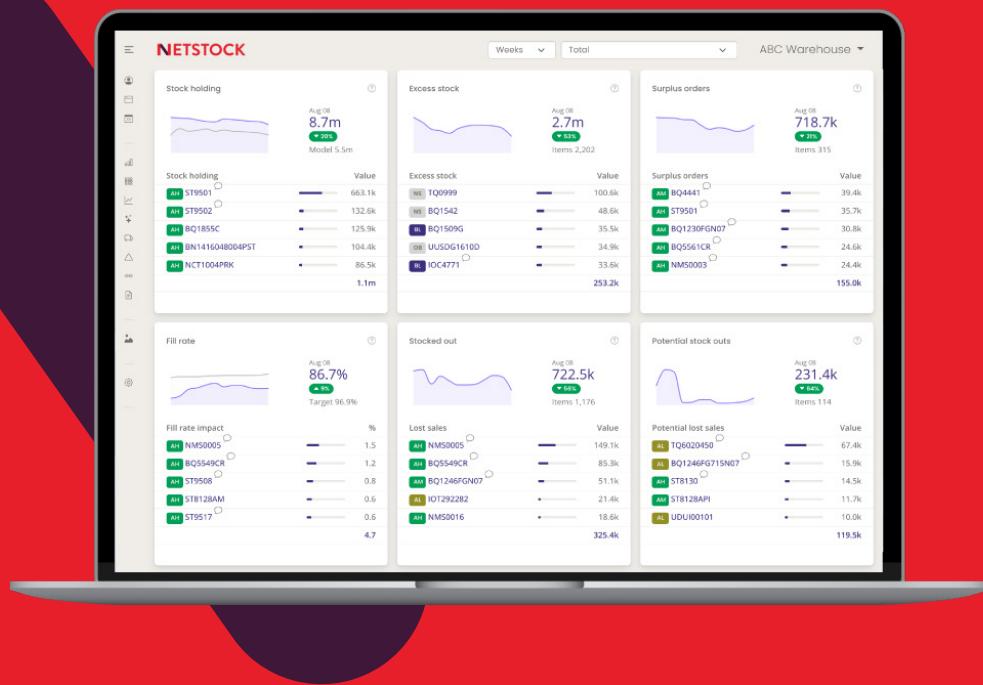 NETSTOCK
Weeks
Total
ABC Warehouse
Stock holding
Aug 08
8.7m
20%
Model 5.5m
Stock holding Value
AH ST9501 663.1k
AH ST9502 132.6k
AH BQ1855C 125.9k
AH BN1416048004PST 104.4k
AH NCT1004PRK 86.5k
1.1m
Excess stock
Aug 08
2.7m
53%
Items 2,202
Excess stock Value
NS TQ0999 100.6k
NS BQ1542 48.6k
BL BQ1509G 35.5k
OB UUSDG1610D 34.9k
BL IOC4771 33.6k
253.2k
Surplus orders
Aug 08
718.7k
21%
Items 315
Surplus orders Value
AM BQ4441 39.4k
AH ST9501 35.7k
AM BQ1230FGN07 30.8k
AH BQ5561CR 24.6k
AH NMS0003 24.4k
155.0k
Fill rate
Aug 08
86.7%
9%
Target 96.9%
Fill rate impact %
AH NMS0005 1.5
AH BQ5549CR 1.2
AH ST9508 0.8
AH ST8128AM 0.6
AH ST9517 0.6
4.7
Stocked out
Aug 08
722.5k
56%
Items 1,176
Lost sales Value
AH NMS0005 149.1k
AH BQ5549CR 85.3k
AM BQ1246FGN07 51.1k
AL IOT292282 21.4k
AH NMS0016 18.6k
325.4k
Potential stock outs
Aug 08
231.4k
64%
Items 114
Potential lost sales Value
AL TQ6020450 67.4k
AL BQ1246FG715N07 15.9k
AH ST8130 14.5k
AM ST8128API 11.7k
AL UDUI00101 10.0k
119.5k